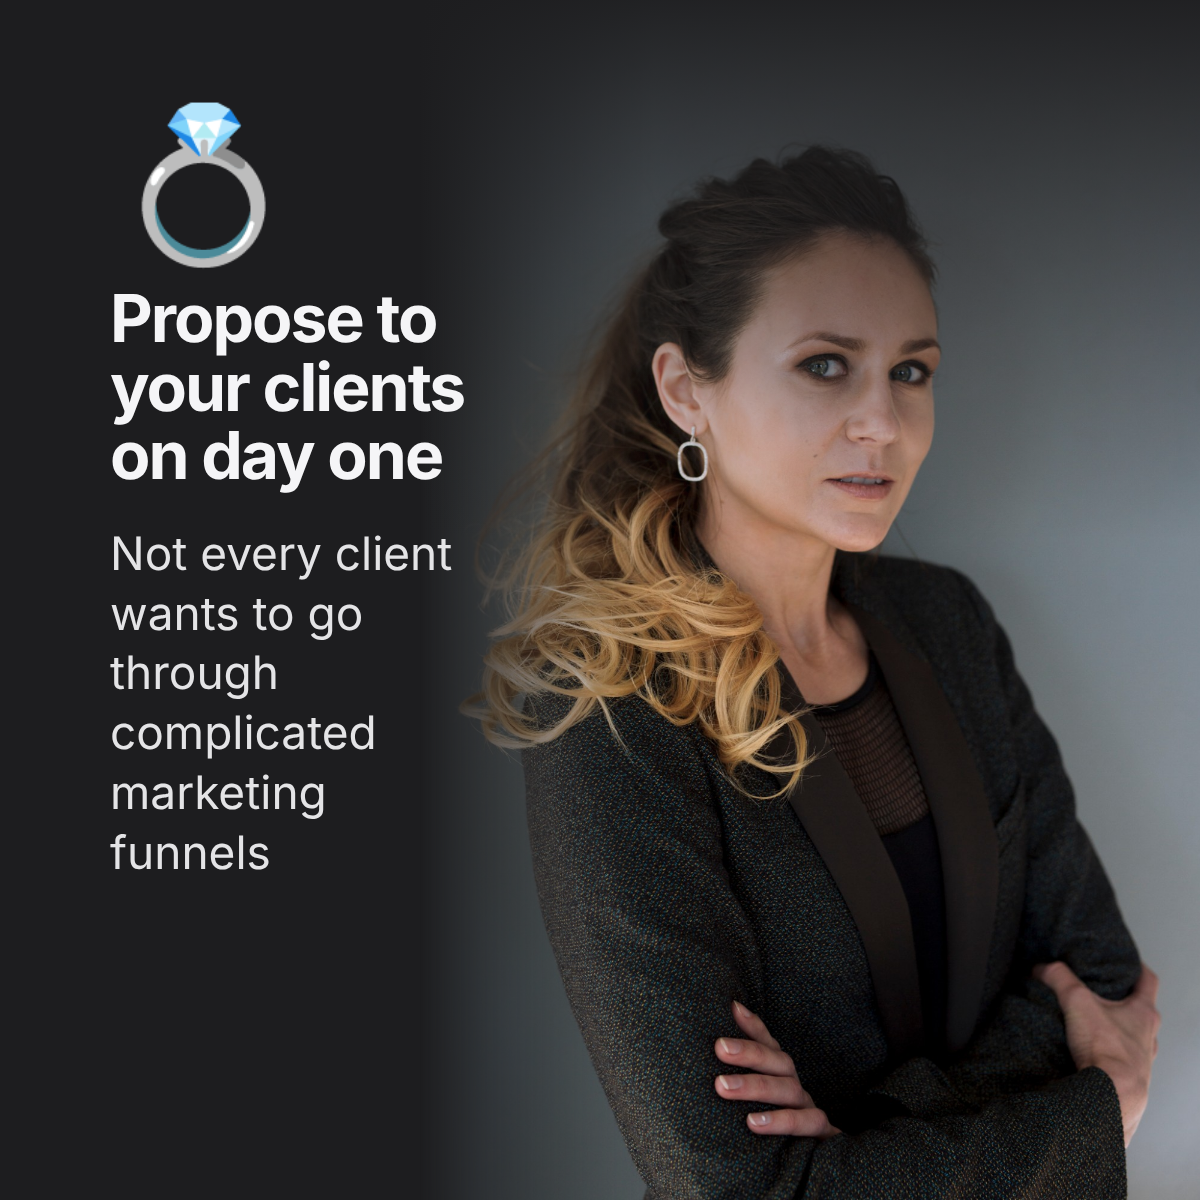 Propose to
your clients
on day one
Not every client
wants to go
through
complicated
marketing
funnels